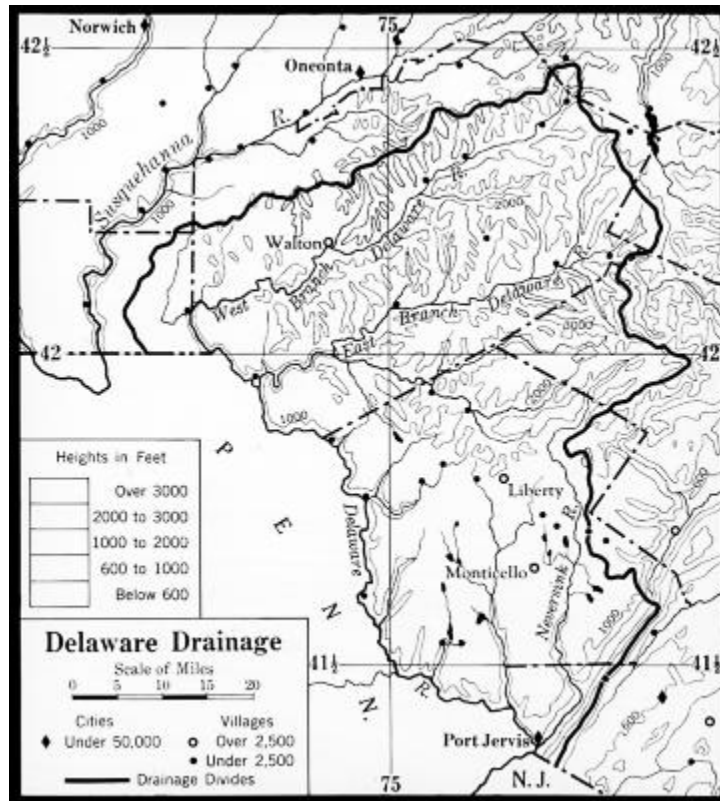 Norwich
75
42½
42½
Oneonta
1000
R.
Susquehanna
1000
R.
2000
Walton
West Branch Delaware
R.
East Branch Delaware
3000
42
42
2000
1000
P E N N.
Heights in Feet
Over 3000
2000 to 3000
1000 to 2000
600 to 1000
Below 600
Liberty
Delaware
R.
Monticello
Neversink
R.
1000
Delaware Drainage
Scale of Miles
0 5 10 15 20
Cities
Under 50,000
Villages
Over 2,500
Under 2,500
Drainage Divides
41½
41½
500
Port Jervis
75
N. J.